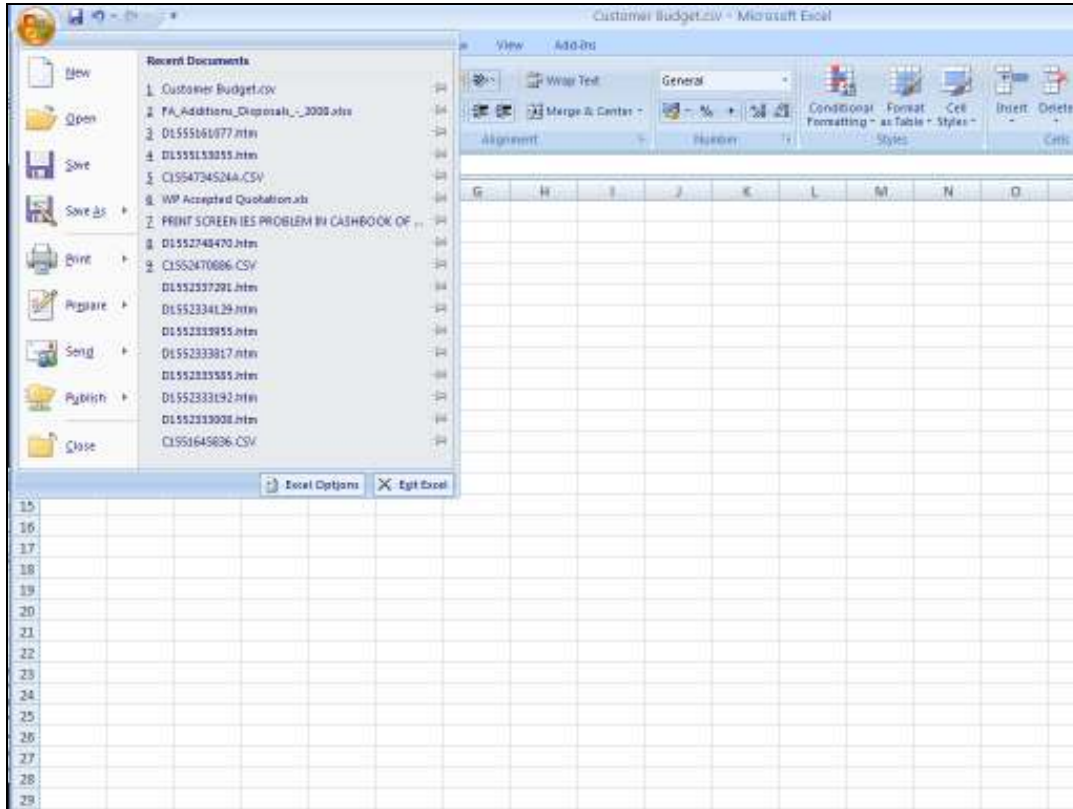 Customer Budget.csv - Microsoft Excel
View Add-Ins
New
Open
Save
Save As
Print
Prepare
Send
Publish
Close
Recent Documents
1 Customer Budget.csv
2 FA_Additions_Disposals_-_2008.xlsx
3 D1555161077.htm
4 D1555153055.htm
5 C1554734524A.CSV
6 WP Accepted Quotation.xls
7 PRINT SCREEN IES PROBLEM IN CASHBOOK OF ...
8 D1552748470.htm
9 C1552470886.CSV
D1552337291.htm
D1552334129.htm
D1552333955.htm
D1552333817.htm
D1552333585.htm
D1552333192.htm
D1552333008.htm
C1551645836.CSV
Excel Options Exit Excel
Wrap Text
Merge & Center
General
%
Conditional Formatting
Format as Table
Cell Styles
Insert
Delete
Alignment Number Styles Cells
G H I J K L M N O
15
16
17
18
19
20
21
22
23
24
25
26
27
28
29